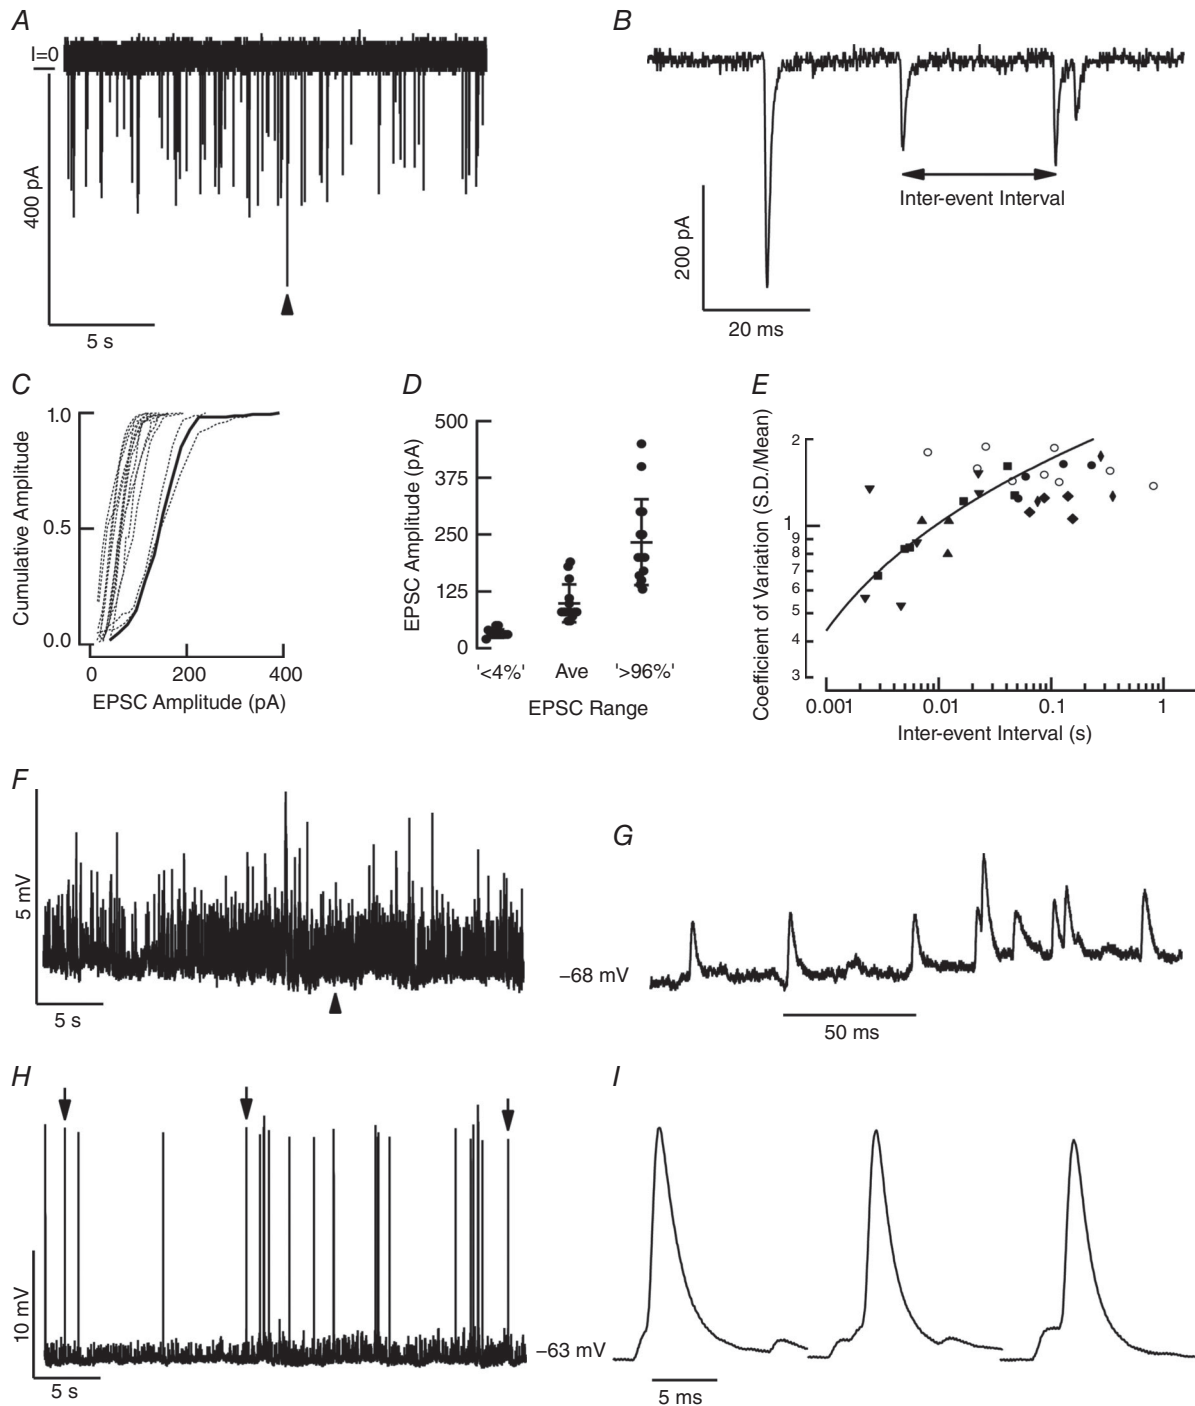 A
I=0
400 pA
5 s
B
Inter-event Interval
200 pA
20 ms
C
Cumulative Amplitude
1.0
0.5
0.0
0
200
400
EPSC Amplitude (pA)
D
EPSC Amplitude (pA)
500
375
250
125
0
'<4%'
Ave
'>96%'
EPSC Range
E
Coefficient of Variation (S.D./Mean)
2
1
9
8
7
6
5
4
3
0.001
0.01
0.1
1
Inter-event Interval (s)
F
5 mV
5 s
G
−68 mV
50 ms
H
10 mV
5 s
−63 mV
I
5 ms